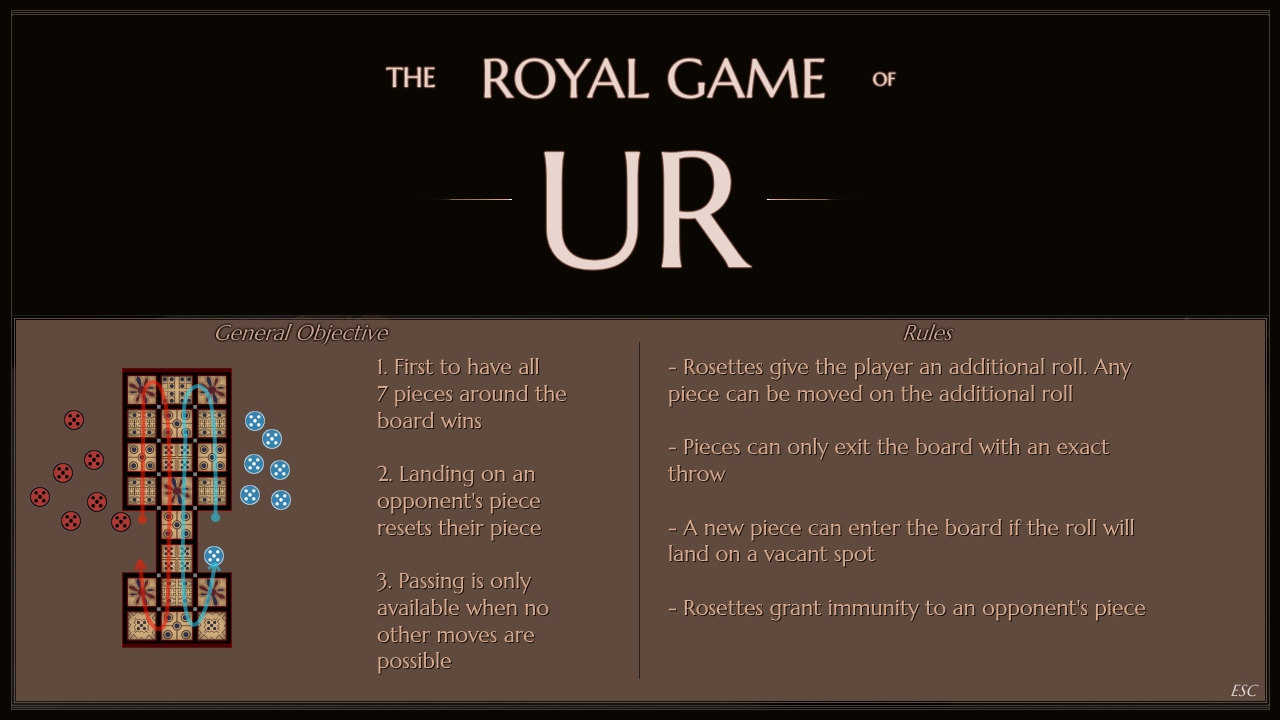 THE ROYAL GAME OF
UR
General Objective
1. First to have all
7 pieces around the
board wins
2. Landing on an
opponent's piece
resets their piece
3. Passing is only
available when no
other moves are
possible
Rules
- Rosettes give the player an additional roll. Any
piece can be moved on the additional roll
- Pieces can only exit the board with an exact
throw
- A new piece can enter the board if the roll will
land on a vacant spot
- Rosettes grant immunity to an opponent's piece
ESC